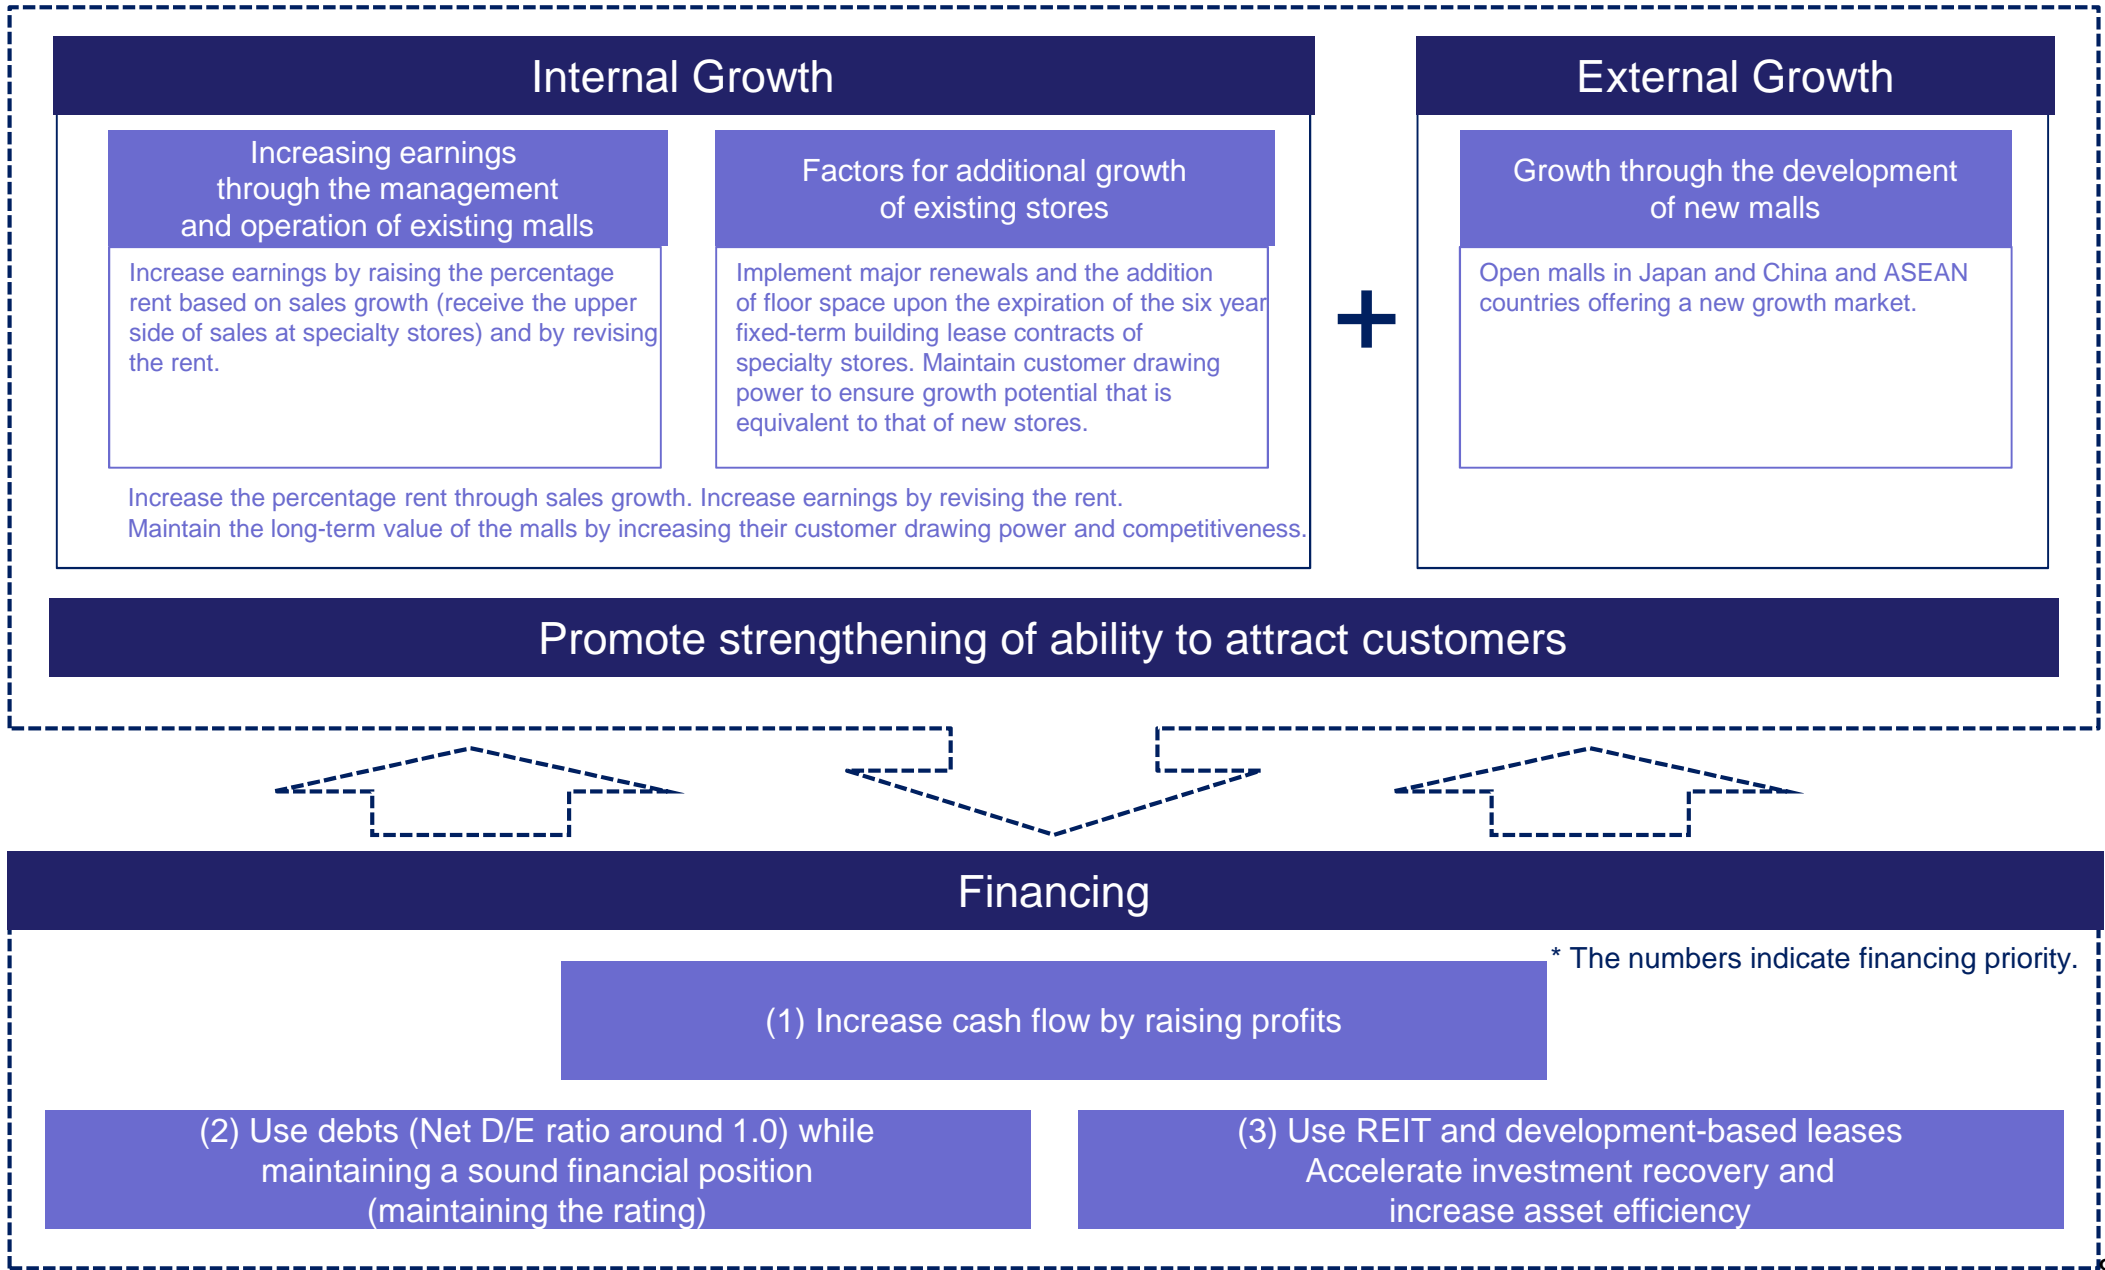 Internal Growth
External Growth
Increasing earnings
through the management
and operation of existing malls
Factors for additional growth
of existing stores
Growth through the development
of new malls
Increase earnings by raising the percentage
rent based on sales growth (receive the upper
side of sales at specialty stores) and by revising
the rent.
Implement major renewals and the addition
of floor space upon the expiration of the six year
fixed-term building lease contracts of
specialty stores. Maintain customer drawing
power to ensure growth potential that is
equivalent to that of new stores.
+
Open malls in Japan and China and ASEAN
countries offering a new growth market.
Increase the percentage rent through sales growth. Increase earnings by revising the rent.
Maintain the long-term value of the malls by increasing their customer drawing power and competitiveness.
Promote strengthening of ability to attract customers
Financing
* The numbers indicate financing priority.
(1) Increase cash flow by raising profits
(2) Use debts (Net D/E ratio around 1.0) while
maintaining a sound financial position
(maintaining the rating)
(3) Use REIT and development-based leases
Accelerate investment recovery and
increase asset efficiency